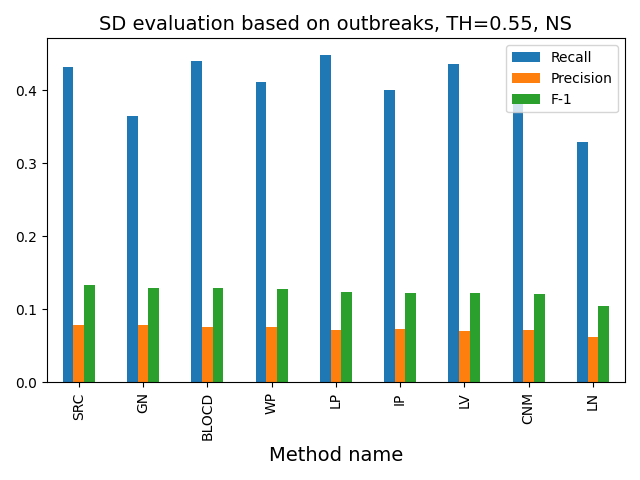 SD evaluation based on outbreaks, TH=0.55, NS
Recall
Precision
F-1
0.4
0.3
0.2
0.1
0.0
SRC
GN
BLOCD
WP
LP
IP
LV
CNM
LN
Method name